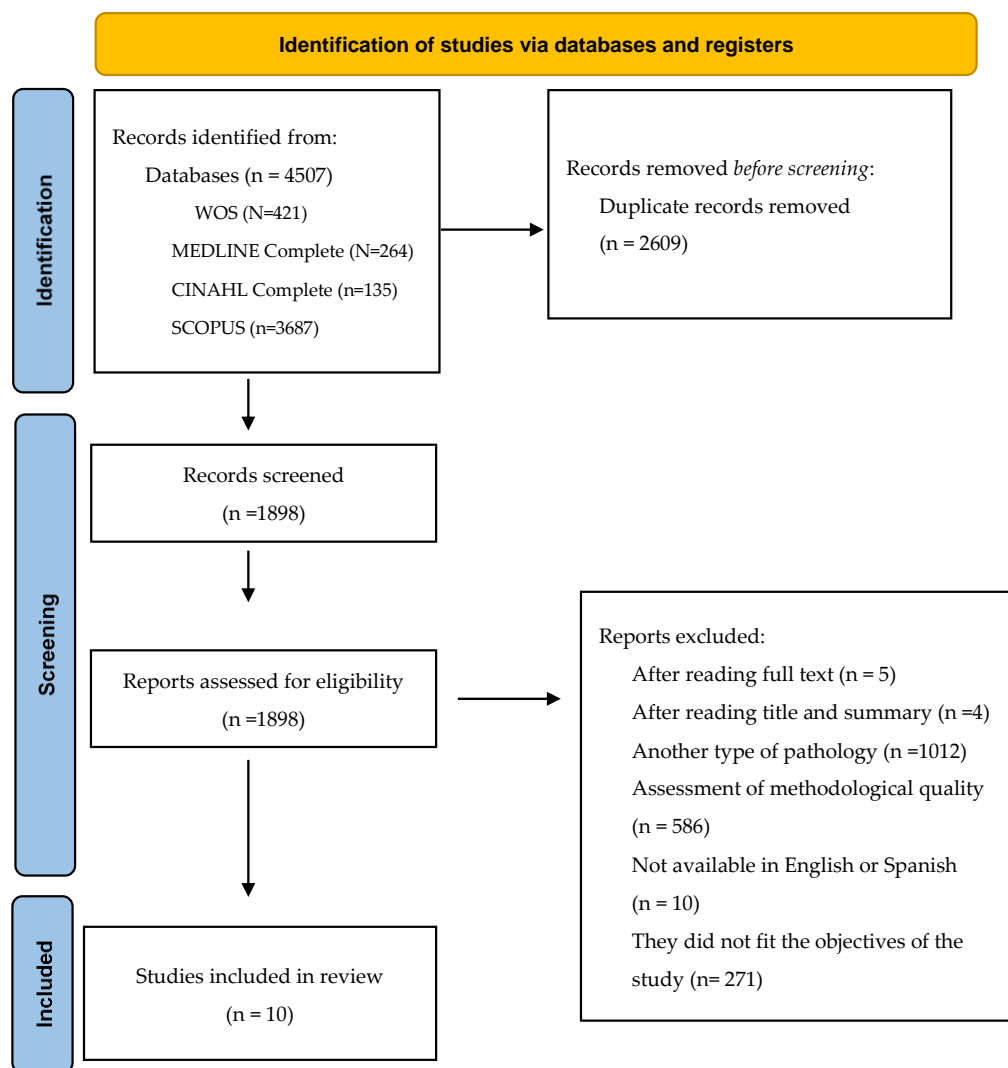 Identification of studies via databases and registers
Identification
Records identified from:
Databases (n = 4507)
WOS (N=421)
MEDLINE Complete (N=264)
CINAHL Complete (n=135)
SCOPUS (n=3687)
Records removed before screening:
Duplicate records removed
(n = 2609)
Screening
Records screened
(n =1898)
Reports assessed for eligibility
(n =1898)
Reports excluded:
After reading full text (n = 5)
After reading title and summary (n =4)
Another type of pathology (n =1012)
Assessment of methodological quality
(n = 586)
Not available in English or Spanish
(n = 10)
They did not fit the objectives of the
study (n= 271)
Included
Studies included in review
(n = 10)